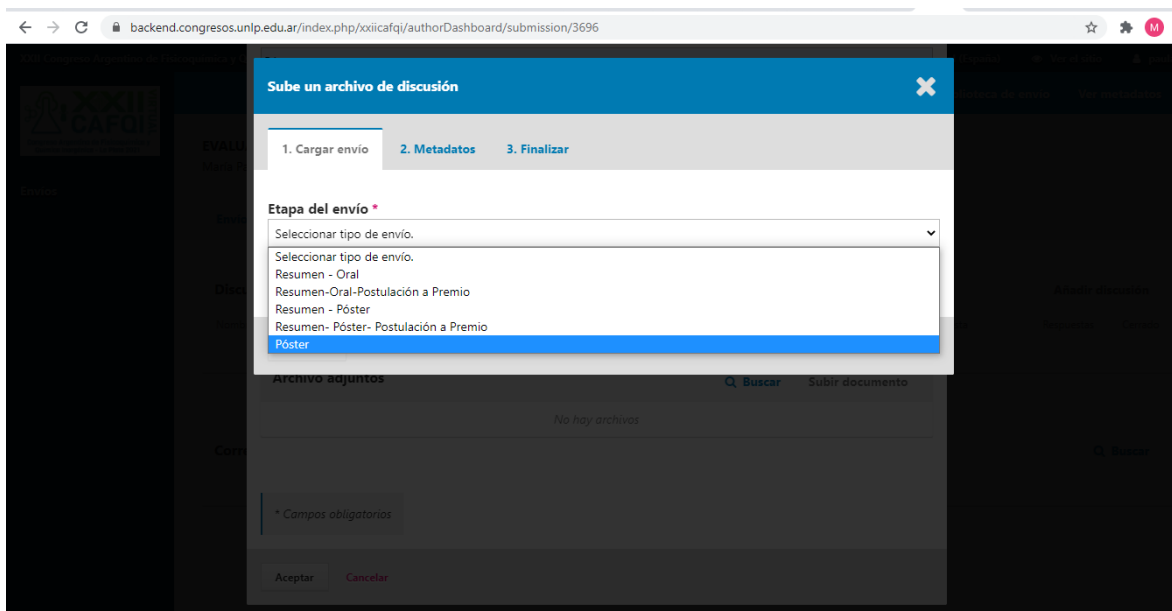 backend.congresos.unlp.edu.ar/index.php/xxiicafqi/authorDashboard/submission/3696
M
XXII
CAFQI
Sube un archivo de discusión
1. Cargar envío 2. Metadatos 3. Finalizar
Envíos
Etapa del envío *
Seleccionar tipo de envío.
Seleccionar tipo de envío.
Resumen - Oral
Resumen-Oral-Postulación a Premio
Resumen - Póster
Resumen- Póster- Postulación a Premio
Póster
Añadir discusión
Archivo adjuntos Buscar Subir documento
No hay archivos
Buscar
* Campos obligatorios
Aceptar Cancelar